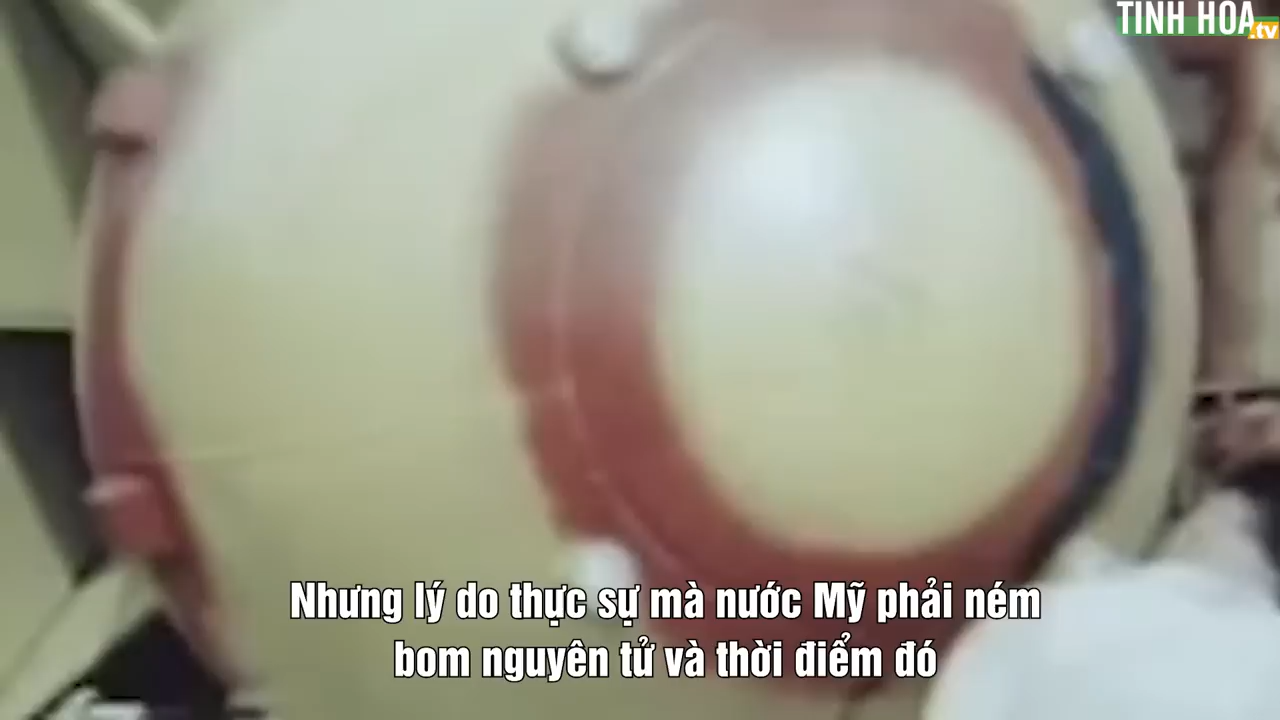 TINH HOA
.tv
Nhưng lý do thực sự mà nước Mỹ phải ném
bom nguyên tử và thời điểm đó